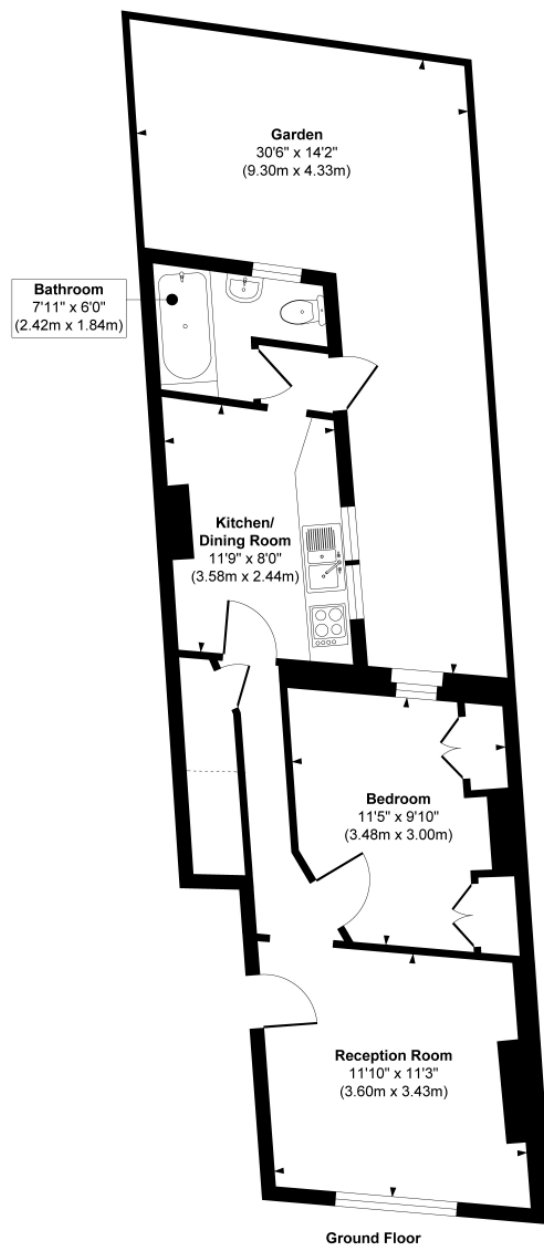 Garden
30'6" x 14'2"
(9.30m x 4.33m)
Bathroom
7'11" x 6'0"
(2.42m x 1.84m)
Kitchen/
Dining Room
11'9" x 8'0"
(3.58m x 2.44m)
Bedroom
11'5" x 9'10"
(3.48m x 3.00m)
Reception Room
11'10" x 11'3"
(3.60m x 3.43m)
Ground Floor